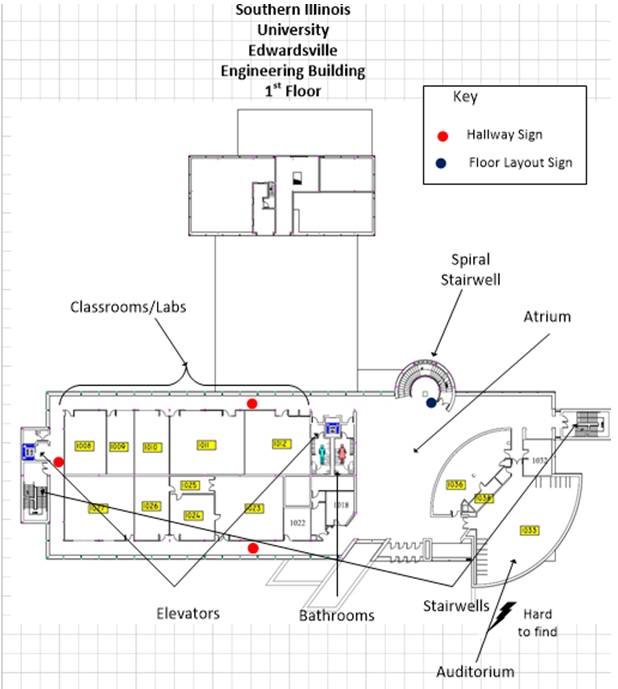 Southern Illinois
University
Edwardsville
Engineering Building
1st Floor
Key
Hallway Sign
Floor Layout Sign
Spiral
Stairwell
Classrooms/Labs
Atrium
1008
1009
1010
1011
1012
1032
1036
1038
1025
1027
1026
1024
1023
1018
1022
1033
Elevators
Bathrooms
Stairwells
Hard
to find
Auditorium